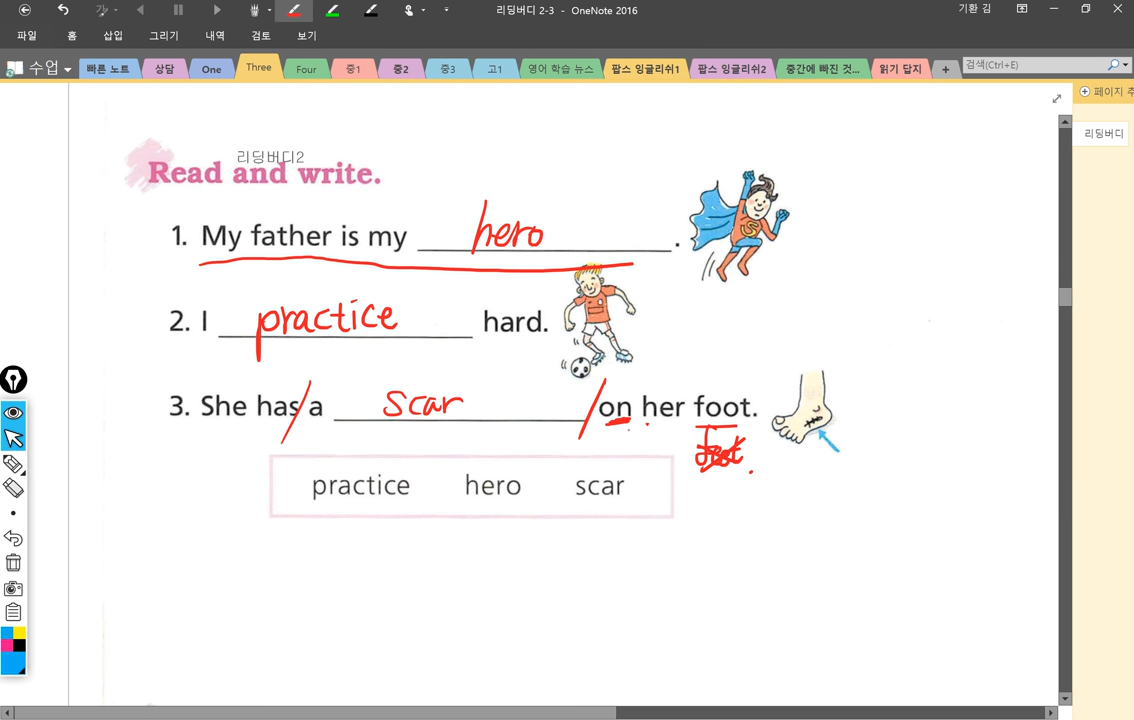 리딩버디 2-3 - OneNote 2016
기환 김
파일 홈 삽입 그리기 내역 검토 보기
수업 빠른 노트 상담 One Three Four 중1 중2 중3 고1 영어 학습 뉴스 팝스 잉글리쉬1 팝스 잉글리쉬2 중간에 빠진 것... 읽기 답지 + 검색(Ctrl+E)
페이지 추
리딩버디
리딩버디2
Read and write.
1. My father is my hero.
2. I practice hard.
3. She has / a scar / on her foot.
practice hero scar